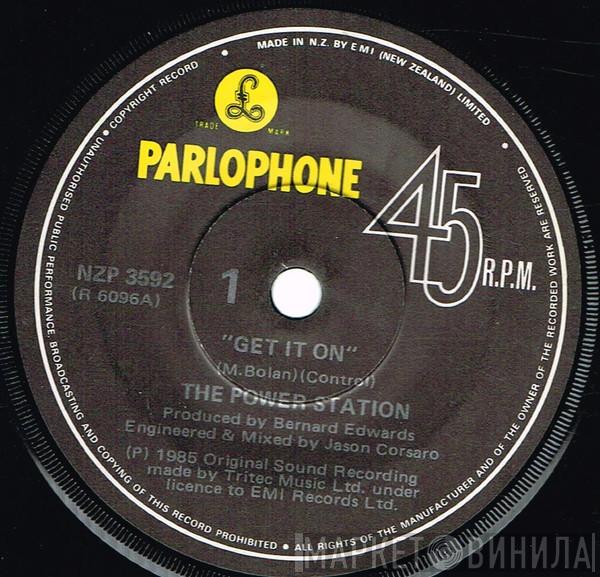 UNAUTHORISED PUBLIC PERFORMANCE, BROADCASTING AND COPYING OF THIS RECORD PROHIBITED • ALL RIGHTS OF THE MANUFACTURER AND OF THE OWNER OF THE RECORDED WORK ARE RESERVED •
• COPYRIGHT RECORD • MADE IN N.Z. BY EMI (NEW ZEALAND) LIMITED
£
TRADE MARK
PARLOPHONE
45 R.P.M.
NZP 3592
(R 6096A)
1
"GET IT ON"
(M.Bolan)(Control)
THE POWER STATION
Produced by Bernard Edwards
Engineered & Mixed by Jason Corsaro
(P) 1985 Original Sound Recording
made by Tritec Music Ltd. under
licence to EMI Records Ltd.
МАРКЕТ ВИНИЛА